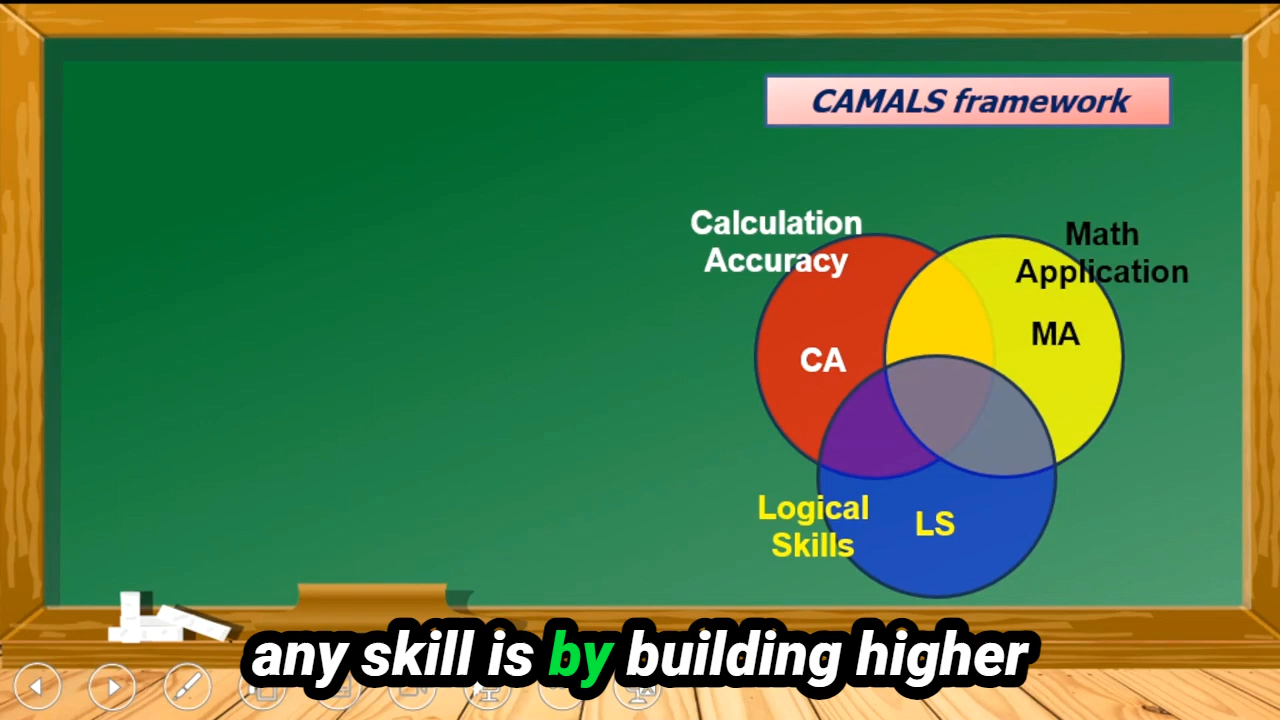 CAMALS framework
Calculation
Accuracy
Math
Application
MA
CA
Logical
Skills
LS
any skill is by building higher